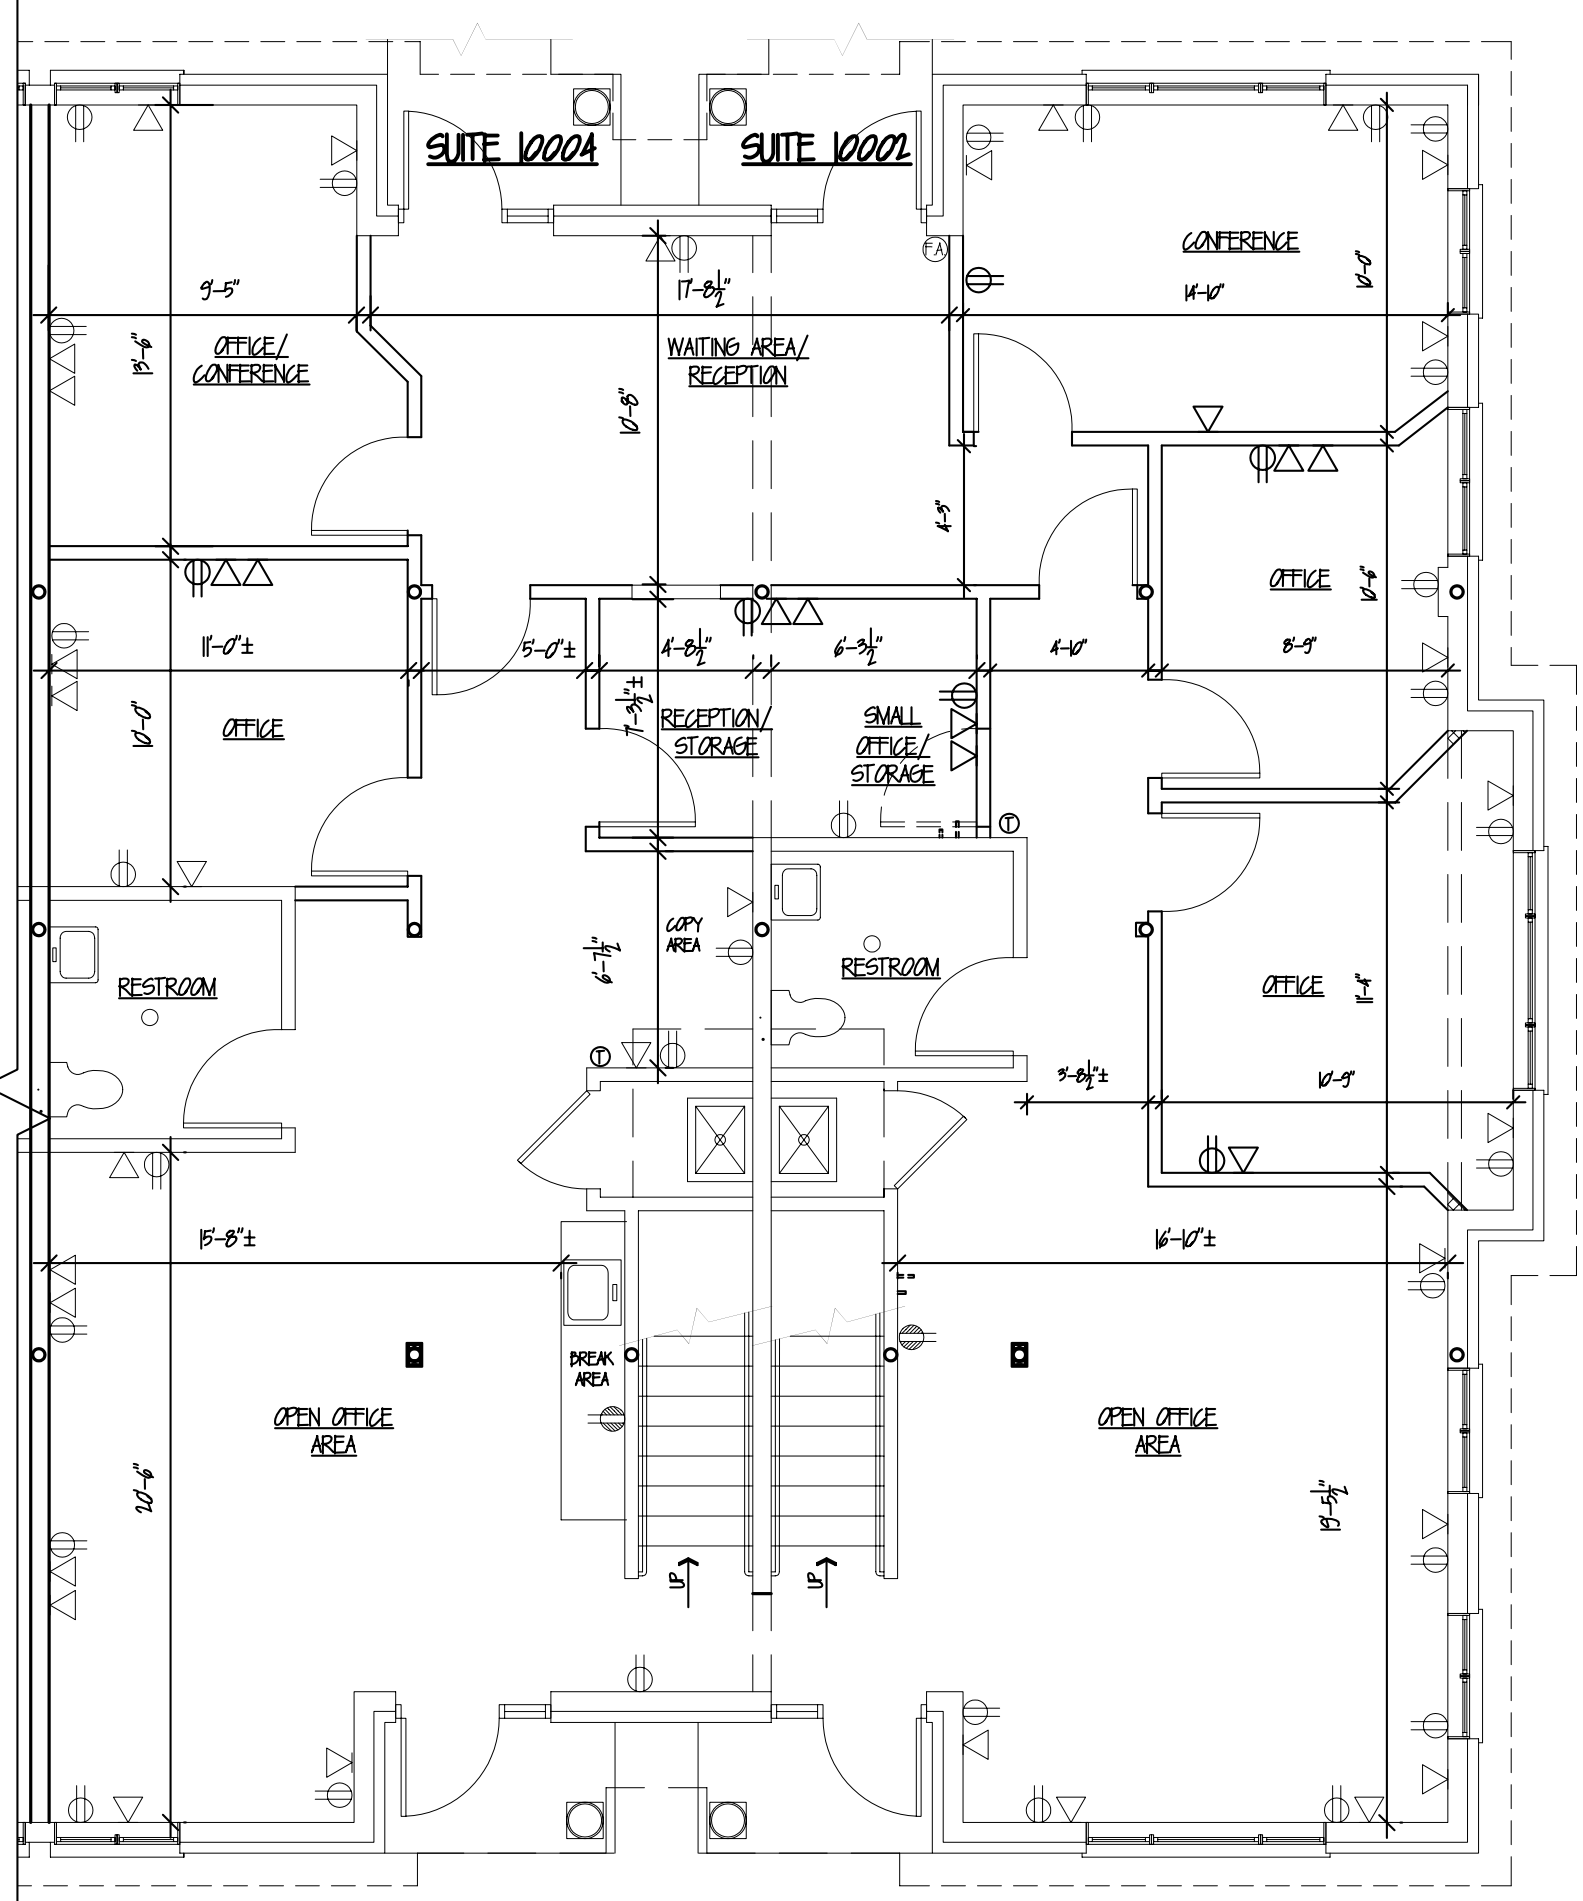 SUITE 10004
SUITE 10002
FA
CONFERENCE
10'-0"
14'-10"
9'-5"
17'-8 1/2"
13'-6"
OFFICE/
CONFERENCE
WAITING AREA/
RECEPTION
10'-8"
4'-3"
OFFICE
10'-6"
11'-0"±
5'-0"±
4'-8 1/2"
6'-3 1/2"
4'-10"
8'-9"
7'-3 1/2"±
10'-0"
OFFICE
RECEPTION/
STORAGE
SMALL
OFFICE/
STORAGE
T
COPY
AREA
6'-7 1/2"
RESTROOM
RESTROOM
OFFICE
11'-4"
T
3'-8 1/2"±
10'-9"
15'-8"±
16'-10"±
BREAK
AREA
OPEN OFFICE
AREA
OPEN OFFICE
AREA
20'-6"
19'-5 1/2"
UP
UP